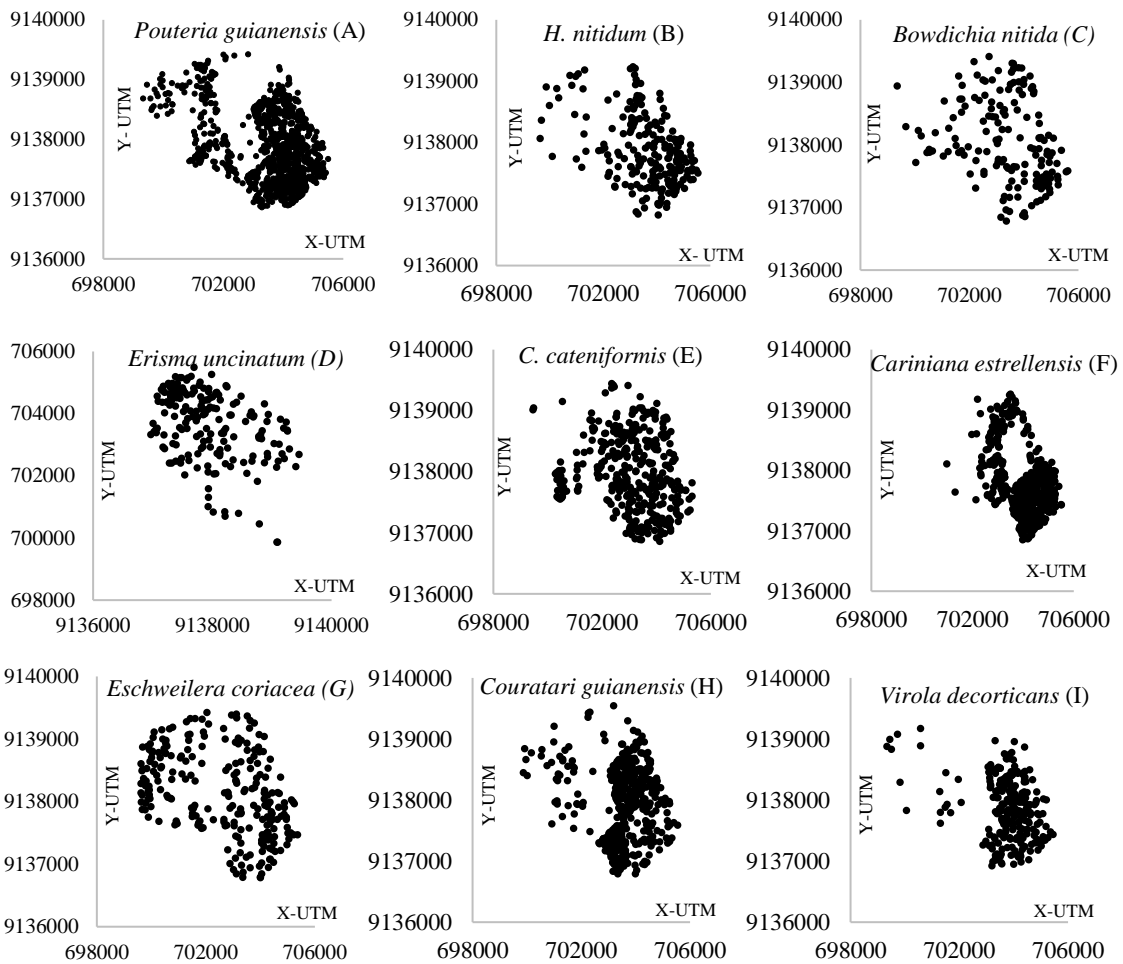 Pouteria guianensis (A)
9140000
9139000
9138000
9137000
9136000
Y - UTM
X-UTM
698000 702000 706000
H. nitidum (B)
9140000
9139000
9138000
9137000
9136000
Y-UTM
X- UTM
698000 702000 706000
Bowdichia nitida (C)
9140000
9139000
9138000
9137000
9136000
Y-UTM
X-UTM
698000 702000 706000
Erisma uncinatum (D)
706000
704000
702000
700000
698000
Y-UTM
X-UTM
9136000 9138000 9140000
C. cateniformis (E)
9140000
9139000
9138000
9137000
9136000
Y-UTM
X-UTM
698000 702000 706000
Cariniana estrellensis (F)
9140000
9139000
9138000
9137000
9136000
Y-UTM
X-UTM
698000 702000 706000
Eschweilera coriacea (G)
9140000
9139000
9138000
9137000
9136000
Y-UTM
X-UTM
698000 702000 706000
Couratari guianensis (H)
9140000
9139000
9138000
9137000
9136000
Y-UTM
X-UTM
698000 702000 706000
Virola decorticans (I)
9140000
9139000
9138000
9137000
9136000
Y-UTM
X-UTM
698000 702000 706000